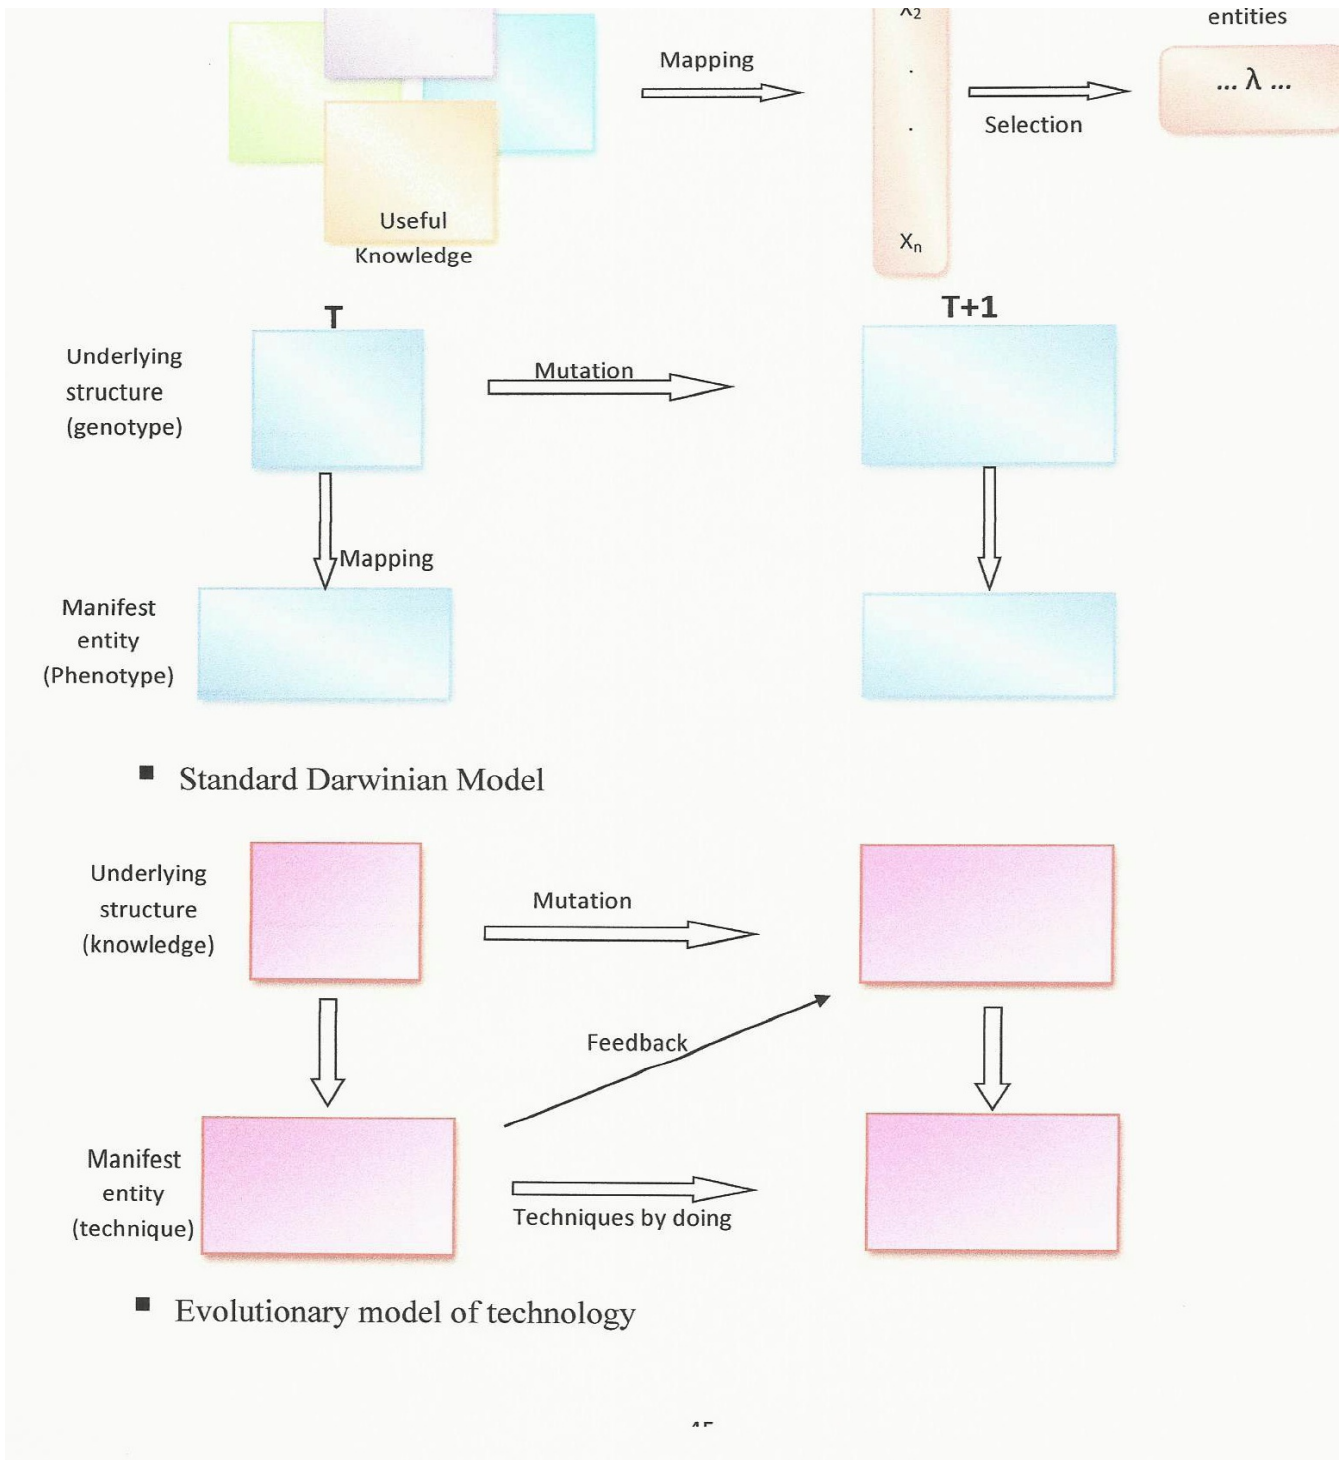 X2
entities
Mapping
... λ ...
.
Selection
.
Useful
Knowledge
Xn
T
T+1
Underlying
structure
(genotype)
Mutation
Mapping
Manifest
entity
(Phenotype)
▪ Standard Darwinian Model
Underlying
structure
(knowledge)
Mutation
Feedback
Manifest
entity
(technique)
Techniques by doing
▪ Evolutionary model of technology